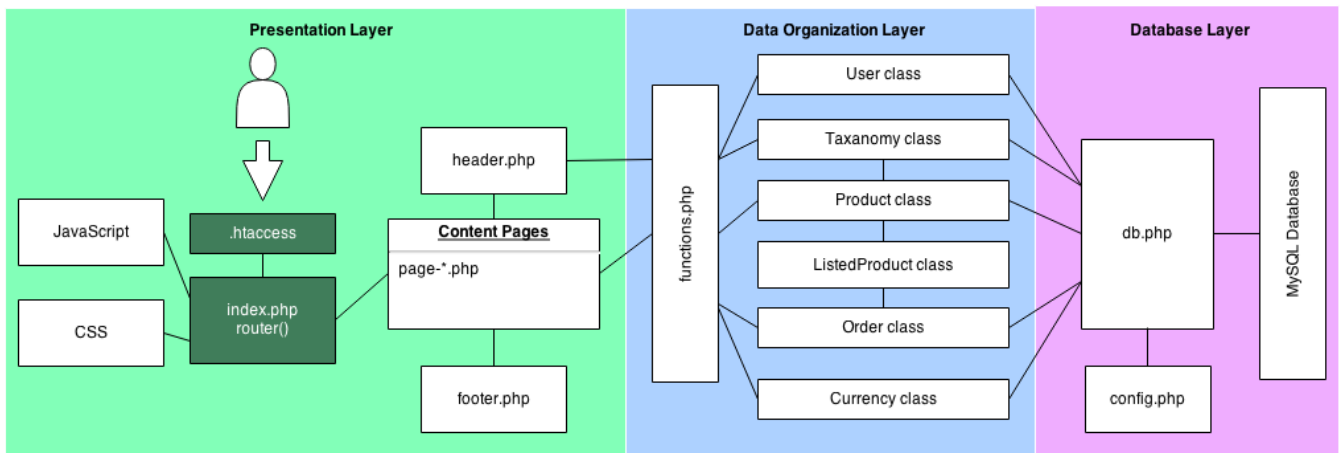 Presentation Layer
Data Organization Layer
Database Layer
JavaScript
CSS
.htaccess
index.php
router()
header.php
Content Pages
page-*.php
footer.php
functions.php
User class
Taxanomy class
Product class
ListedProduct class
Order class
Currency class
db.php
config.php
MySQL Database